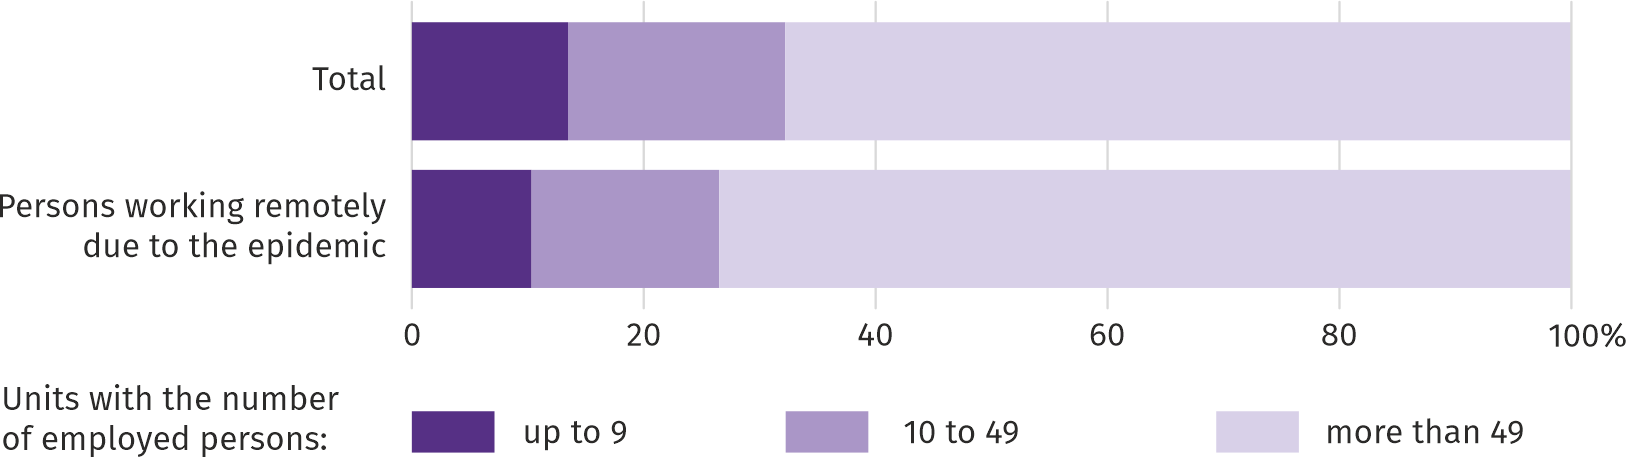 Total
Persons working remotely
due to the epidemic
0 20 40 60 80 100%
Units with the number
of employed persons:
up to 9 10 to 49 more than 49